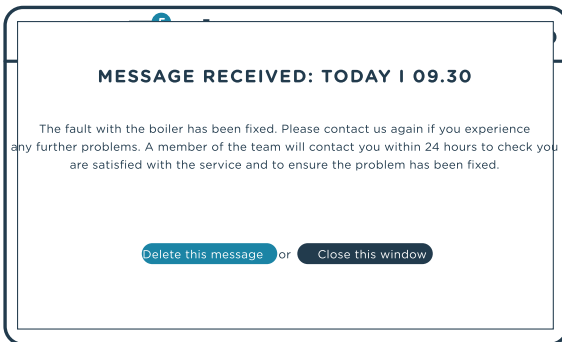 MESSAGE RECEIVED: TODAY I 09.30
The fault with the boiler has been fixed. Please contact us again if you experience
any further problems. A member of the team will contact you within 24 hours to check you
are satisfied with the service and to ensure the problem has been fixed.
Delete this message or Close this window